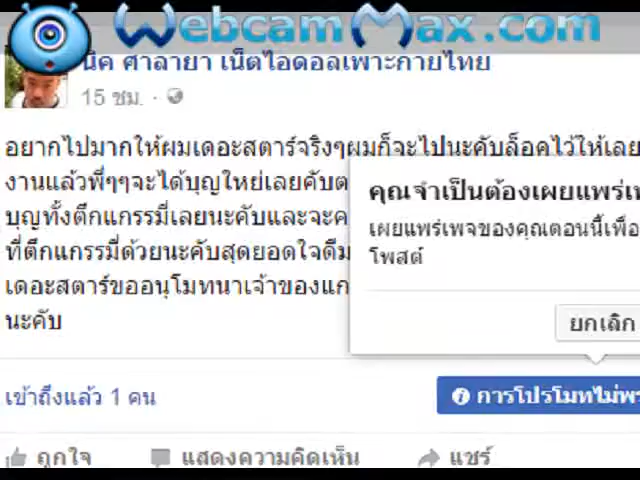 WebcamMax.com
นิค ศาลายา เน็ตไอดอลเพาะกายไทย
15 ชม.
อยากไปมากให้ผมเดอะสตาร์จริงๆผมก็จะไปนะคับล็อคไว้ให้เลย
งานแล้วพี่ๆๆจะได้บุญใหญ่เลยคับต
คุณจำเป็นต้องเผยแพร่เพ
บุญทั้งตึกแกรรมี่เลยนะคับและจะค
เผยแพร่เพจของคุณตอนนี้เพื่อ
ที่ตึกแกรรมี่ด้วยนะคับสุดยอดใจดีม
โพสต์
เดอะสตาร์ขออนุโมทนาเจ้าของแก
นะคับ
ยกเลิก
เข้าถึงแล้ว 1 คน
การโปรโมทไม่พร
ถูกใจ แสดงความคิดเห็น แชร์